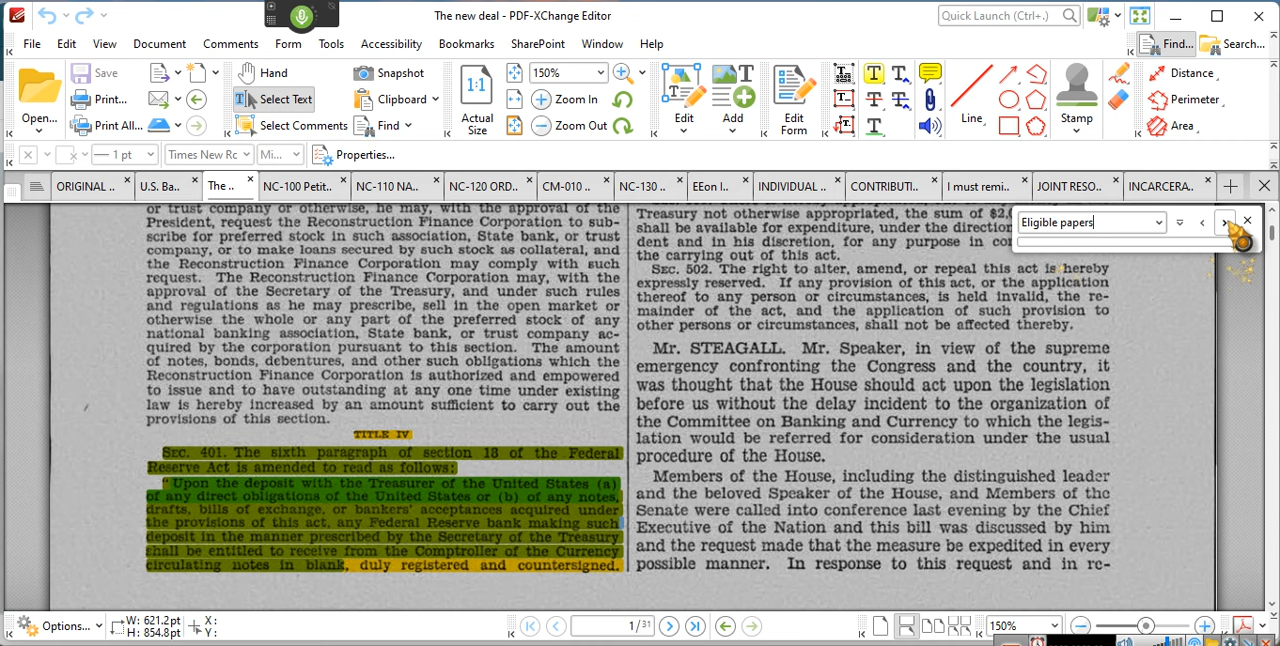 The new deal - PDF-XChange Editor
Quick Launch (Ctrl+.)
File Edit View Document Comments Form Tools Accessibility Bookmarks SharePoint Window Help
Find... Search...
Open...
Save
Print...
Print All...
Hand
Select Text
Select Comments
Snapshot
Clipboard
Find
1:1
Actual
Size
150%
Zoom In
Zoom Out
Edit
Add
Edit
Form
Line
Stamp
Distance
Perimeter
Area
1 pt Times New Ro Mi... Properties...
ORIGINAL .. U.S. Ba.. The .. NC-100 Petit.. NC-110 NA.. NC-120 ORD.. CM-010 .. NC-130 .. EEon I.. INDIVIDUAL .. CONTRIBUTI.. I must remi.. JOINT RESO.. INCARCERA..
Eligible papers
or trust company or otherwise, he may, with the approval of the
President, request the Reconstruction Finance Corporation to sub-
scribe for preferred stock in such association, State bank, or trust
company, or to make loans secured by such stock as collateral, and
the Reconstruction Finance Corporation may comply with such
request. The Reconstruction Finance Corporation may, with the
approval of the Secretary of the Treasury, and under such rules
and regulations as he may prescribe, sell in the open market or
otherwise the whole or any part of the preferred stock of any
national banking association, State bank, or trust company ac-
quired by the corporation pursuant to this section. The amount
of notes, bonds, debentures, and other such obligations which the
Reconstruction Finance Corporation is authorized and empowered
to issue and to have outstanding at any one time under existing
law is hereby increased by an amount sufficient to carry out the
provisions of this section.
TITLE IV
SEC. 401. The sixth paragraph of section 18 of the Federal
Reserve Act is amended to read as follows:
"Upon the deposit with the Treasurer of the United States (a)
of any direct obligations of the United States or (b) of any notes,
drafts, bills of exchange, or bankers' acceptances acquired under
the provisions of this act, any Federal Reserve bank making such
deposit in the manner prescribed by the Secretary of the Treasury
shall be entitled to receive from the Comptroller of the Currency
circulating notes in blank, duly registered and countersigned.
Treasury not otherwise appropriated, the sum of $2,0
shall be available for expenditure, under the direction
dent and in his discretion, for any purpose in con
the carrying out of this act.
SEC. 502. The right to alter, amend, or repeal this act is hereby
expressly reserved. If any provision of this act, or the application
thereof to any person or circumstances, is held invalid, the re-
mainder of the act, and the application of such provision to
other persons or circumstances, shall not be affected thereby.
Mr. STEAGALL. Mr. Speaker, in view of the supreme
emergency confronting the Congress and the country, it
was thought that the House should act upon the legislation
before us without the delay incident to the organization of
the Committee on Banking and Currency to which the legis-
lation would be referred for consideration under the usual
procedure of the House.
Members of the House, including the distinguished leader
and the beloved Speaker of the House, and Members of the
Senate were called into conference last evening by the Chief
Executive of the Nation and this bill was discussed by him
and the request made that the measure be expedited in every
possible manner. In response to this request and in re-
Options... W: 621.2pt
H: 854.8pt
X:
Y:
1/31
150%